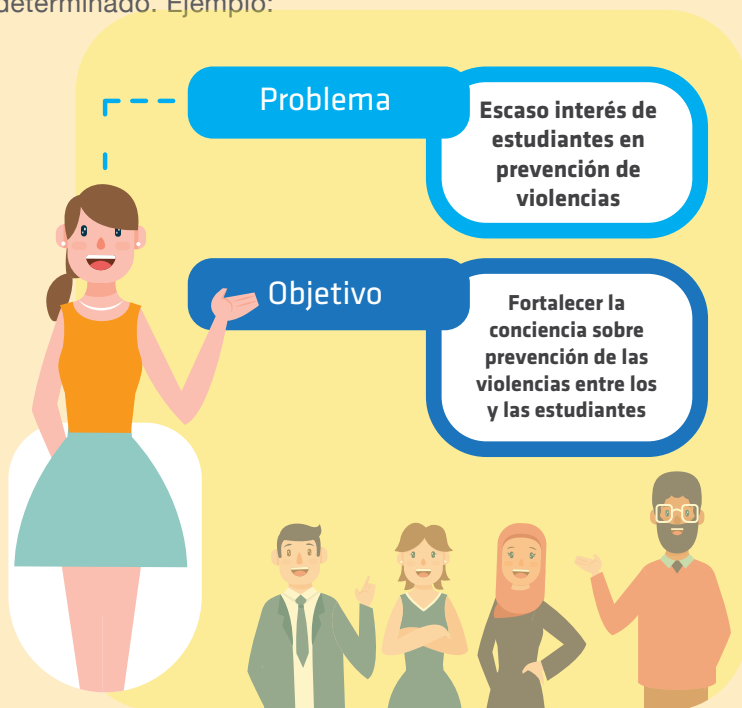 determinado. Ejemplo:
Problema
Escaso interés de
estudiantes en
prevención de
violencias
Objetivo
Fortalecer la
conciencia sobre
prevención de las
violencias entre los
y las estudiantes